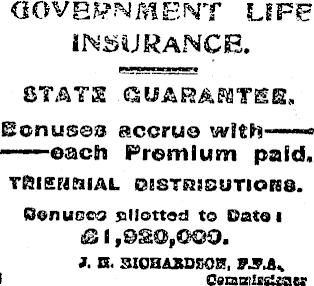 GOVERNMENT LIFE
INSURANCE.
STATE GUARANTEE.
Bonuses accrue with—
—each Premium paid.
TRIENNIAL DISTRIBUTIONS.
Bonuses allotted to Date:
£1,920,000.
J. H. RICHARDSON, F.F.A.,
Commissioner